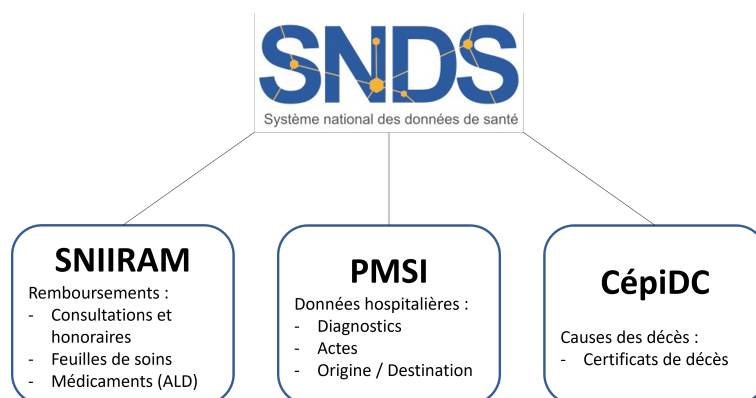 SNDS
Système national des données de santé
SNIIRAM
Remboursements :
- Consultations et
honoraires
- Feuilles de soins
- Médicaments (ALD)
PMSI
Données hospitalières :
- Diagnostics
- Actes
- Origine / Destination
CépiDC
Causes des décès :
- Certificats de décès